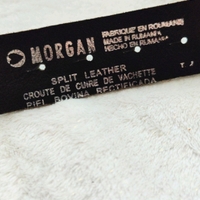 MORGAN
FABRIQUÉ EN ROUMANIE
MADE IN RUMANIA
HECHO EN RUMANIA
SPLIT LEATHER
CROUTE DE CUIRE DE VACHETTE
PIEL BOVINA RECTIFICADA
T.